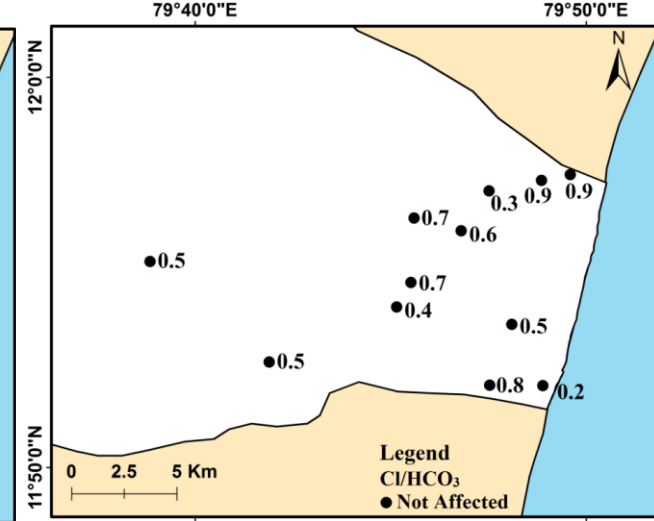 79°40'0"E
79°50'0"E
N
12°0'0"N
0.9
0.9
0.3
0.7
0.6
0.5
0.7
0.4
0.5
0.5
0.8
0.2
11°50'0"N
0 2.5 5 Km
Legend
Cl/HCO₃
Not Affected